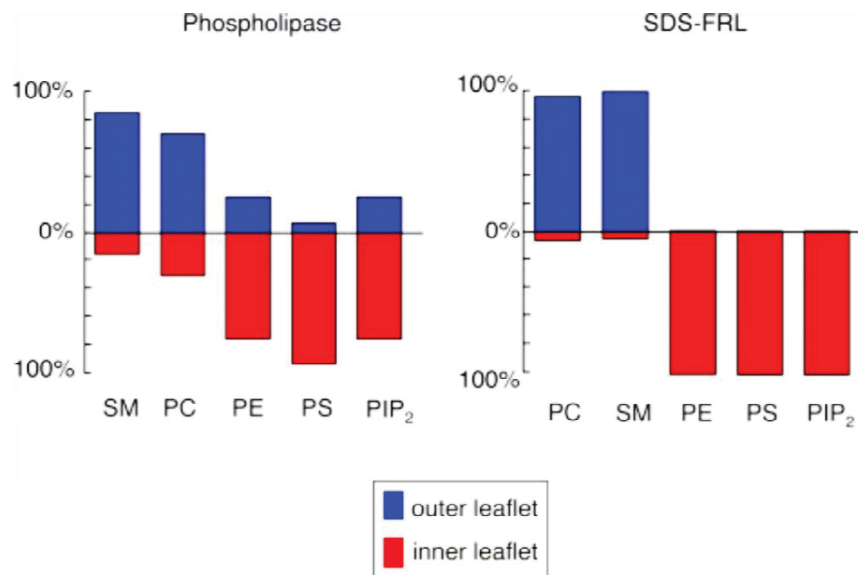 Phospholipase
SDS-FRL
100%
0%
100%
SM PC PE PS PIP2
100%
0%
100%
PC SM PE PS PIP2
outer leaflet
inner leaflet